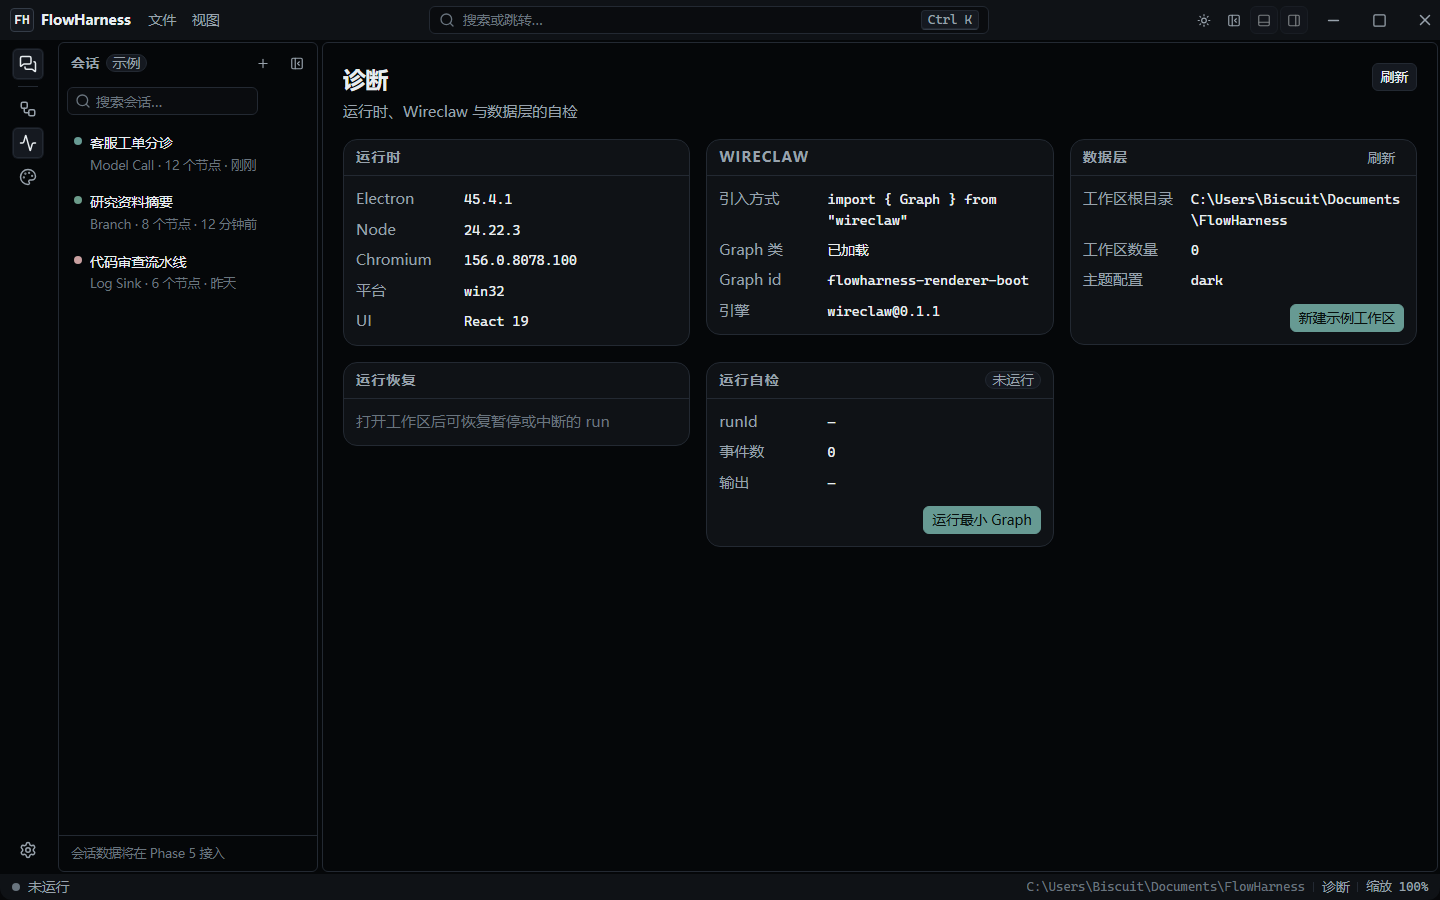 FH FlowHarness 文件 视图
搜索或跳转... Ctrl K
会话 示例
搜索会话...
客服工单分诊
Model Call · 12 个节点 · 刚刚
研究资料摘要
Branch · 8 个节点 · 12 分钟前
代码审查流水线
Log Sink · 6 个节点 · 昨天
会话数据将在 Phase 5 接入
诊断
刷新
运行时、Wireclaw 与数据层的自检
运行时
Electron 45.4.1
Node 24.22.3
Chromium 156.0.8078.100
平台 win32
UI React 19
WIRECLAW
引入方式 import { Graph } from
"wireclaw"
Graph 类 已加载
Graph id flowharness-renderer-boot
引擎 wireclaw@0.1.1
数据层 刷新
工作区根目录 C:\Users\Biscuit\Documents
\FlowHarness
工作区数量 0
主题配置 dark
新建示例工作区
运行恢复
打开工作区后可恢复暂停或中断的 run
运行自检 未运行
runId —
事件数 0
输出 —
运行最小 Graph
未运行
C:\Users\Biscuit\Documents\FlowHarness 诊断 缩放 100%